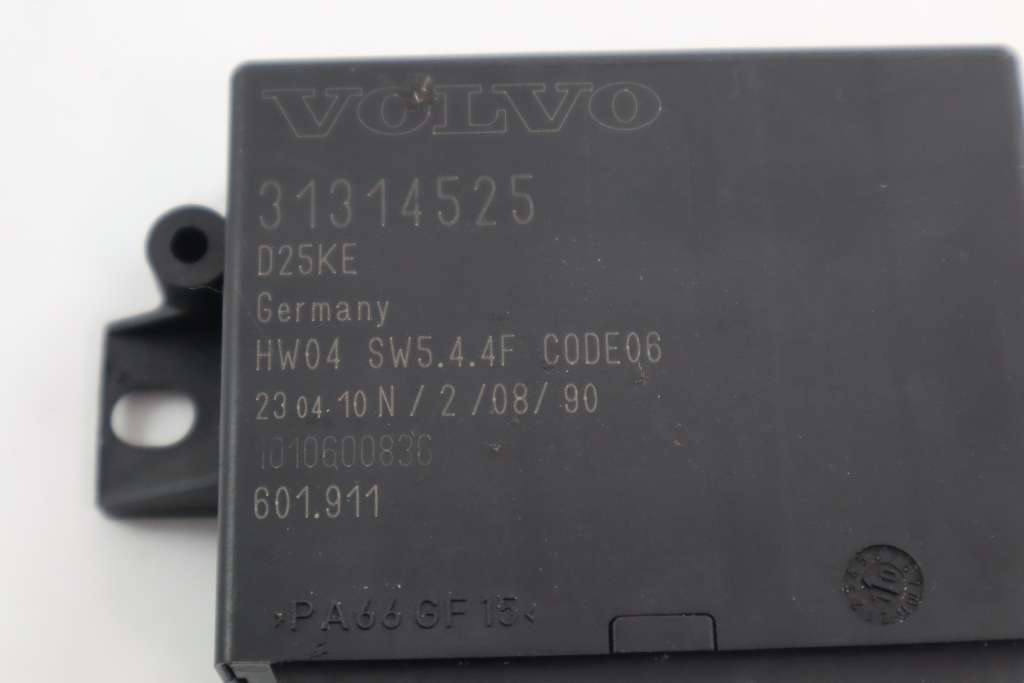 VOLVO
31314525
D25KE
Germany
HW04 SW5.4.4F CODE06
23 04.10 N / 2 /08/ 90
1010600836
601.911
>PA66 GF15<